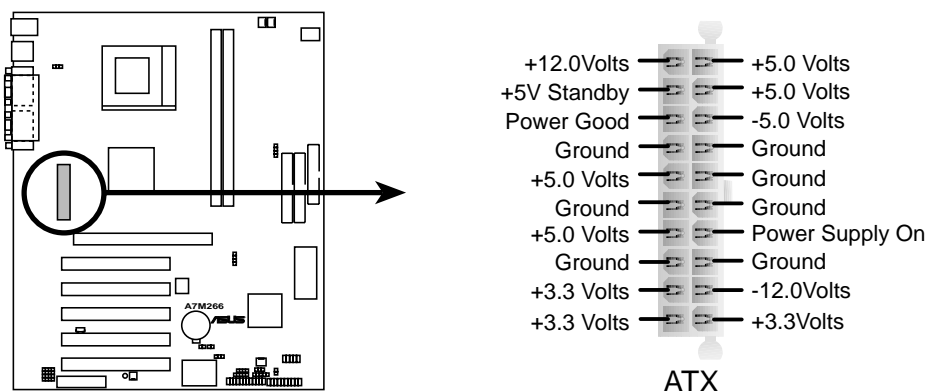 +12.0Volts +5.0 Volts
+5V Standby +5.0 Volts
Power Good -5.0 Volts
Ground Ground
+5.0 Volts Ground
Ground Ground
+5.0 Volts Power Supply On
Ground Ground
+3.3 Volts -12.0Volts
+3.3 Volts +3.3Volts
ATX
A7M266
ASUS